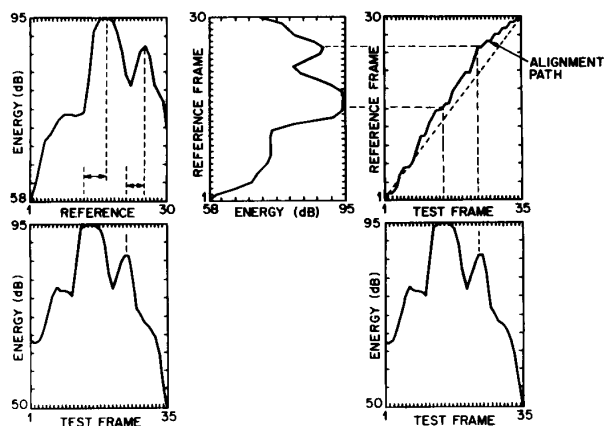 95
ENERGY (dB)
58
1
REFERENCE
30
30
REFERENCE FRAME
1
58
ENERGY (dB)
95
30
REFERENCE FRAME
1
1
TEST FRAME
35
ALIGNMENT
PATH
95
ENERGY (dB)
50
1
TEST FRAME
35
95
ENERGY (dB)
50
1
TEST FRAME
35